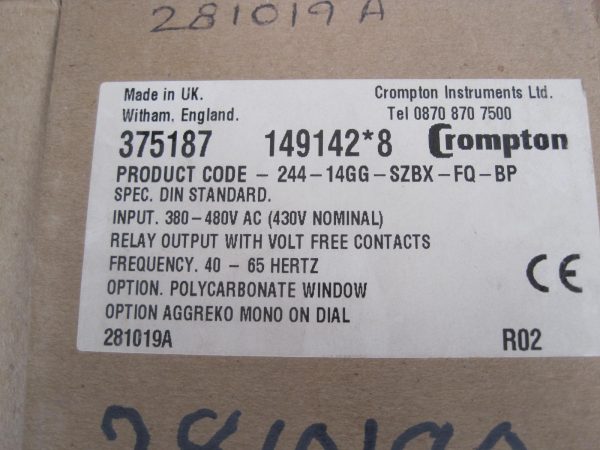 281019A
Made in UK.
Crompton Instruments Ltd.
Witham, England.
Tel 0870 870 7500
375187 149142*8 Crompton
PRODUCT CODE - 244-14GG-SZBX-FQ-BP
SPEC. DIN STANDARD.
INPUT. 380-480V AC (430V NOMINAL)
RELAY OUTPUT WITH VOLT FREE CONTACTS
FREQUENCY. 40 - 65 HERTZ
OPTION. POLYCARBONATE WINDOW
CE
OPTION AGGREKO MONO ON DIAL
281019A R02